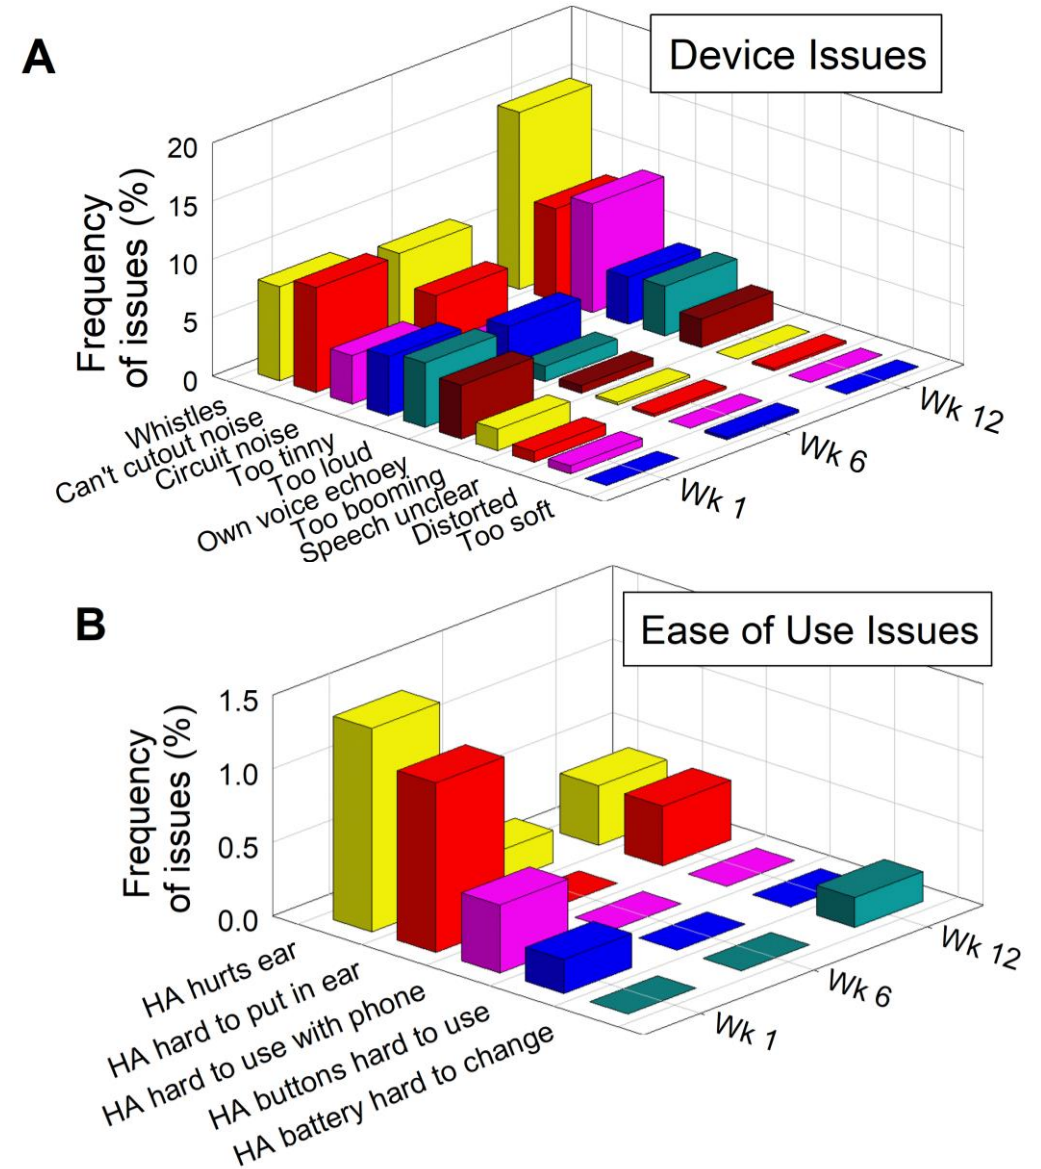 A
Device Issues
Frequency
of issues (%)
20
15
10
5
0
Whistles
Can't cutout noise
Circuit noise
Too tinny
Too loud
Own voice echoey
Too booming
Speech unclear
Distorted
Too soft
Wk 1
Wk 6
Wk 12
B
Ease of Use Issues
Frequency
of issues (%)
1.5
1.0
0.5
0.0
HA hurts ear
HA hard to put in ear
HA hard to use with phone
HA buttons hard to use
HA battery hard to change
Wk 1
Wk 6
Wk 12